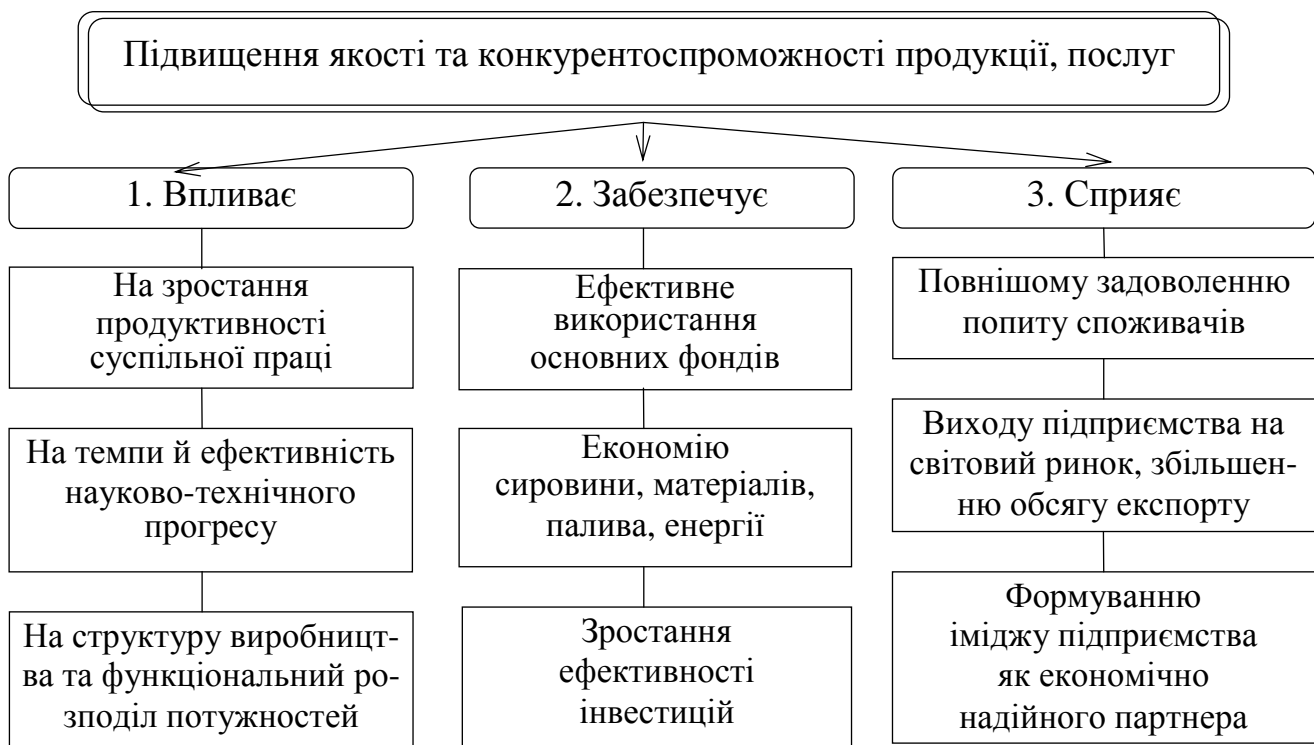 Підвищення якості та конкурентоспроможності продукції, послуг
1. Впливає
На зростання
продуктивності
суспільної праці
На темпи й ефективність
науково-технічного
прогресу
На структуру виробницт-
ва та функціональний ро-
зподіл потужностей
2. Забезпечує
Ефективне
використання
основних фондів
Економію
сировини, матеріалів,
палива, енергії
Зростання
ефективності
інвестицій
3. Сприяє
Повнішому задоволенню
попиту споживачів
Виходу підприємства на
світовий ринок, збільшен-
ню обсягу експорту
Формуванню
іміджу підприємства
як економічно
надійного партнера